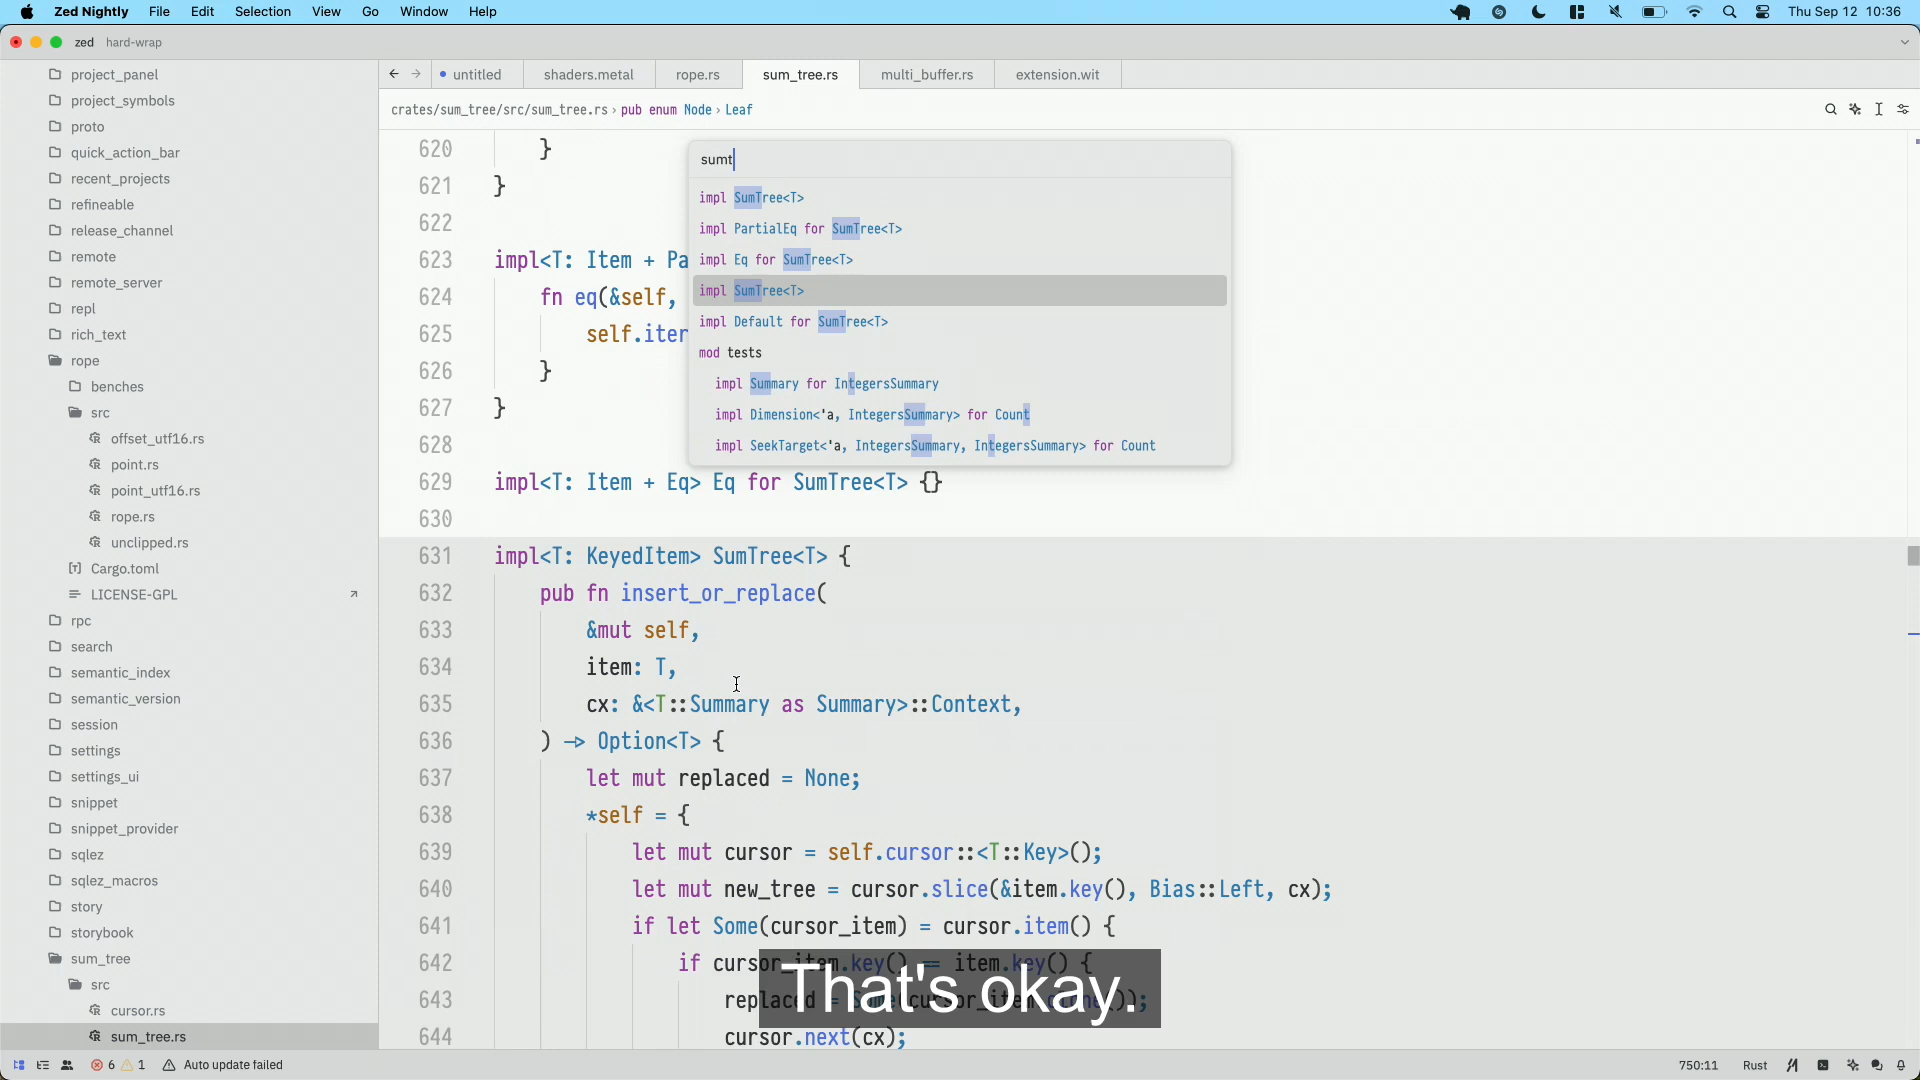 Zed Nightly File Edit Selection View Go Window Help Thu Sep 12 10:36
zed hard-wrap
project_panel
project_symbols
proto
quick_action_bar
recent_projects
refineable
release_channel
remote
remote_server
repl
rich_text
rope
benches
src
offset_utf16.rs
point.rs
point_utf16.rs
rope.rs
unclipped.rs
Cargo.toml
LICENSE-GPL
rpc
search
semantic_index
semantic_version
session
settings
settings_ui
snippet
snippet_provider
sqlez
sqlez_macros
story
storybook
sum_tree
src
cursor.rs
sum_tree.rs
untitled shaders.metal rope.rs sum_tree.rs multi_buffer.rs extension.wit
crates/sum_tree/src/sum_tree.rs › pub enum Node › Leaf
sumt
impl SumTree<T>
impl PartialEq for SumTree<T>
impl Eq for SumTree<T>
impl SumTree<T>
impl Default for SumTree<T>
mod tests
impl Summary for IntegersSummary
impl Dimension<'a, IntegersSummary> for Count
impl SeekTarget<'a, IntegersSummary, IntegersSummary> for Count
620 }
621 }
622
623 impl<T: Item + Pa
624 fn eq(&self,
625 self.iter
626 }
627 }
628
629 impl<T: Item + Eq> Eq for SumTree<T> {}
630
631 impl<T: KeyedItem> SumTree<T> {
632 pub fn insert_or_replace(
633 &mut self,
634 item: T,
635 cx: &<T::Summary as Summary>::Context,
636 ) -> Option<T> {
637 let mut replaced = None;
638 *self = {
639 let mut cursor = self.cursor::<T::Key>();
640 let mut new_tree = cursor.slice(&item.key(), Bias::Left, cx);
641 if let Some(cursor_item) = cursor.item() {
642 if cursor_item.key() == item.key() {
643 replaced = Some(cursor_item.clone());
644 cursor.next(cx);
That's okay.
6 1 Auto update failed 750:11 Rust